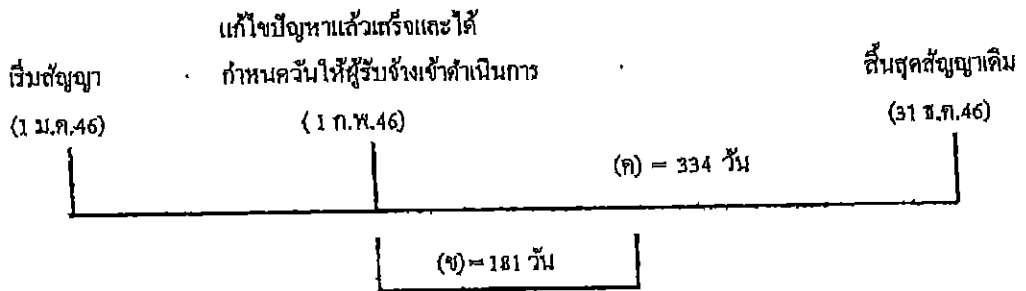 แก้ไขปัญหาแล้วเสร็จและได้
เริ่มสัญญา กำหนดวันให้ผู้รับจ้างเข้าดำเนินการ สิ้นสุดสัญญาเดิม
(1 ม.ค.46) (1 ก.พ.46) (31 ธ.ค.46)
(ค) = 334 วัน
(ข) = 181 วัน